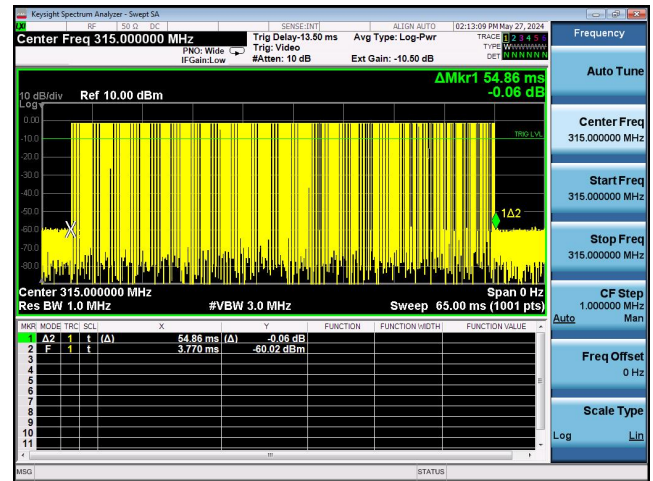 Keysight Spectrum Analyzer - Swept SA
LXI RF 50 Ω DC SENSE:INT ALIGN AUTO 02:13:09 PM May 27, 2024
Center Freq 315.000000 MHz
PNO: Wide
IFGain:Low
Trig Delay-13.50 ms
Trig: Video
#Atten: 10 dB
Avg Type: Log-Pwr
Ext Gain: -10.50 dB
TRACE 1 2 3 4 5 6
TYPE W
DET N N N N N N
ΔMkr1 54.86 ms
-0.06 dB
10 dB/div Ref 10.00 dBm
Log
0.00
-10.0
-20.0
-30.0
-40.0
-50.0
-60.0
-70.0
-80.0
TRIG LVL
1Δ2
X
Center 315.000000 MHz Span 0 Hz
Res BW 1.0 MHz #VBW 3.0 MHz Sweep 65.00 ms (1001 pts)
MKR MODE TRC SCL X Y FUNCTION FUNCTION WIDTH FUNCTION VALUE
1 Δ2 1 t (Δ) 54.86 ms (Δ) -0.06 dB
2 F 1 t 3.770 ms -60.02 dBm
3
4
5
6
7
8
9
10
11
MSG STATUS
Frequency
Auto Tune
Center Freq
315.000000 MHz
Start Freq
315.000000 MHz
Stop Freq
315.000000 MHz
CF Step
1.000000 MHz
Auto Man
Freq Offset
0 Hz
Scale Type
Log Lin